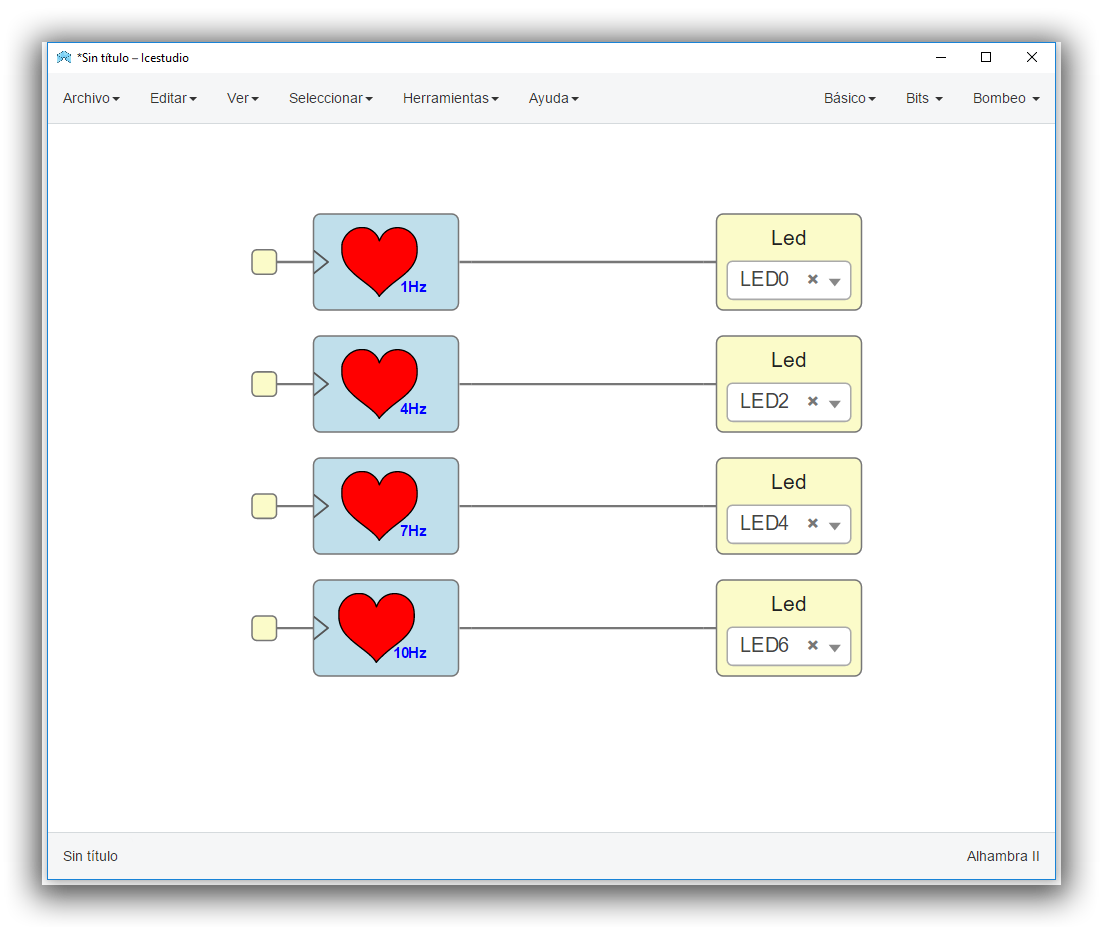 *Sin título – Icestudio
Archivo Editar Ver Seleccionar Herramientas Ayuda Básico Bits Bombeo
1Hz
Led
LED0
4Hz
Led
LED2
7Hz
Led
LED4
10Hz
Led
LED6
Sin título Alhambra II